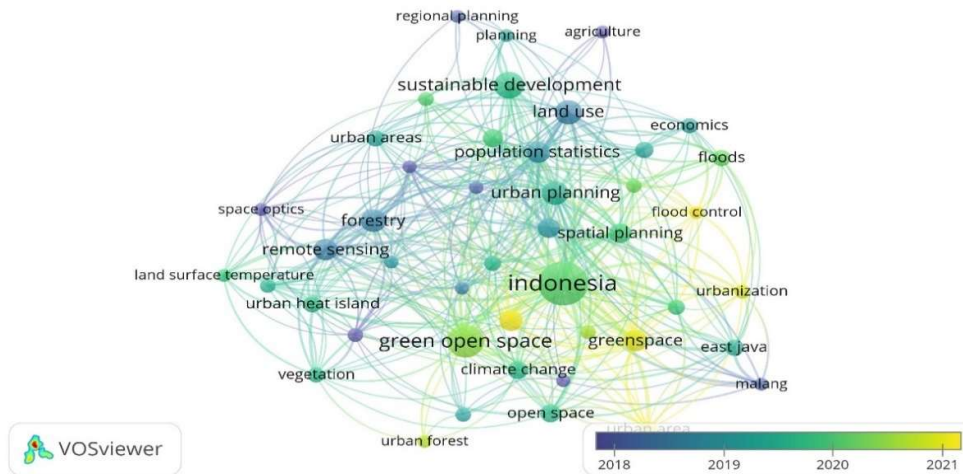 regional planning
agriculture
planning
sustainable development
land use
economics
urban areas
population statistics
floods
urban planning
space optics
flood control
forestry
spatial planning
remote sensing
land surface temperature
indonesia
urbanization
urban heat island
green open space
greenspace
east java
climate change
vegetation
malang
open space
urban area
urban forest
VOSviewer
2018 2019 2020 2021